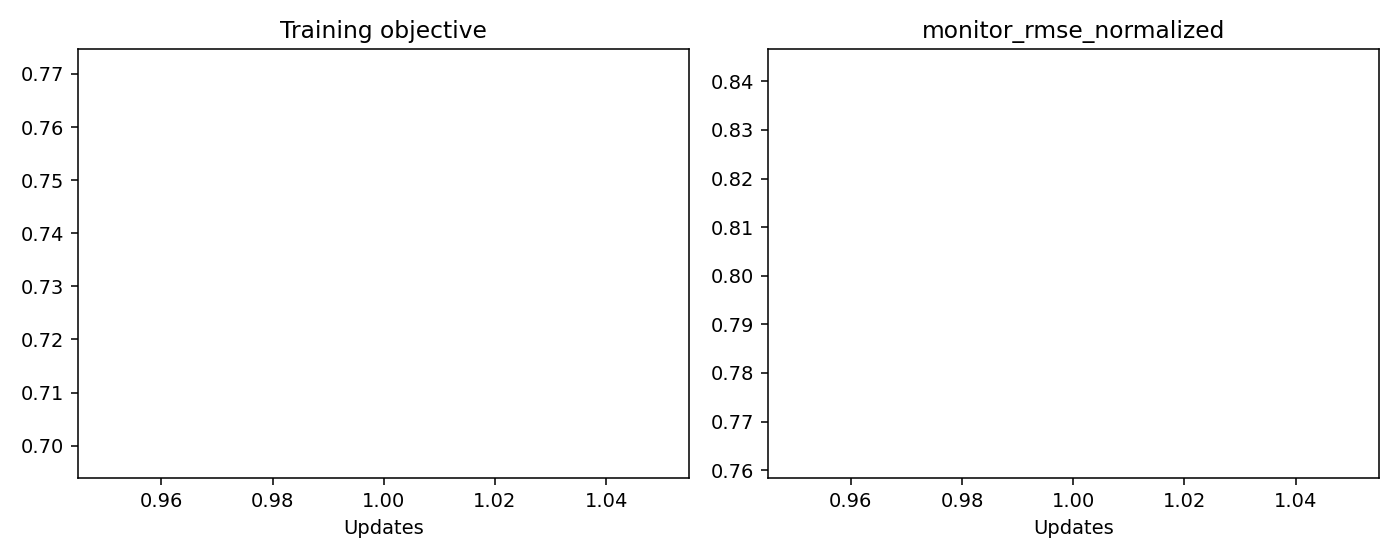 Training objective
0.77
0.76
0.75
0.74
0.73
0.72
0.71
0.70
0.96 0.98 1.00 1.02 1.04
Updates
monitor_rmse_normalized
0.84
0.83
0.82
0.81
0.80
0.79
0.78
0.77
0.76
0.96 0.98 1.00 1.02 1.04
Updates